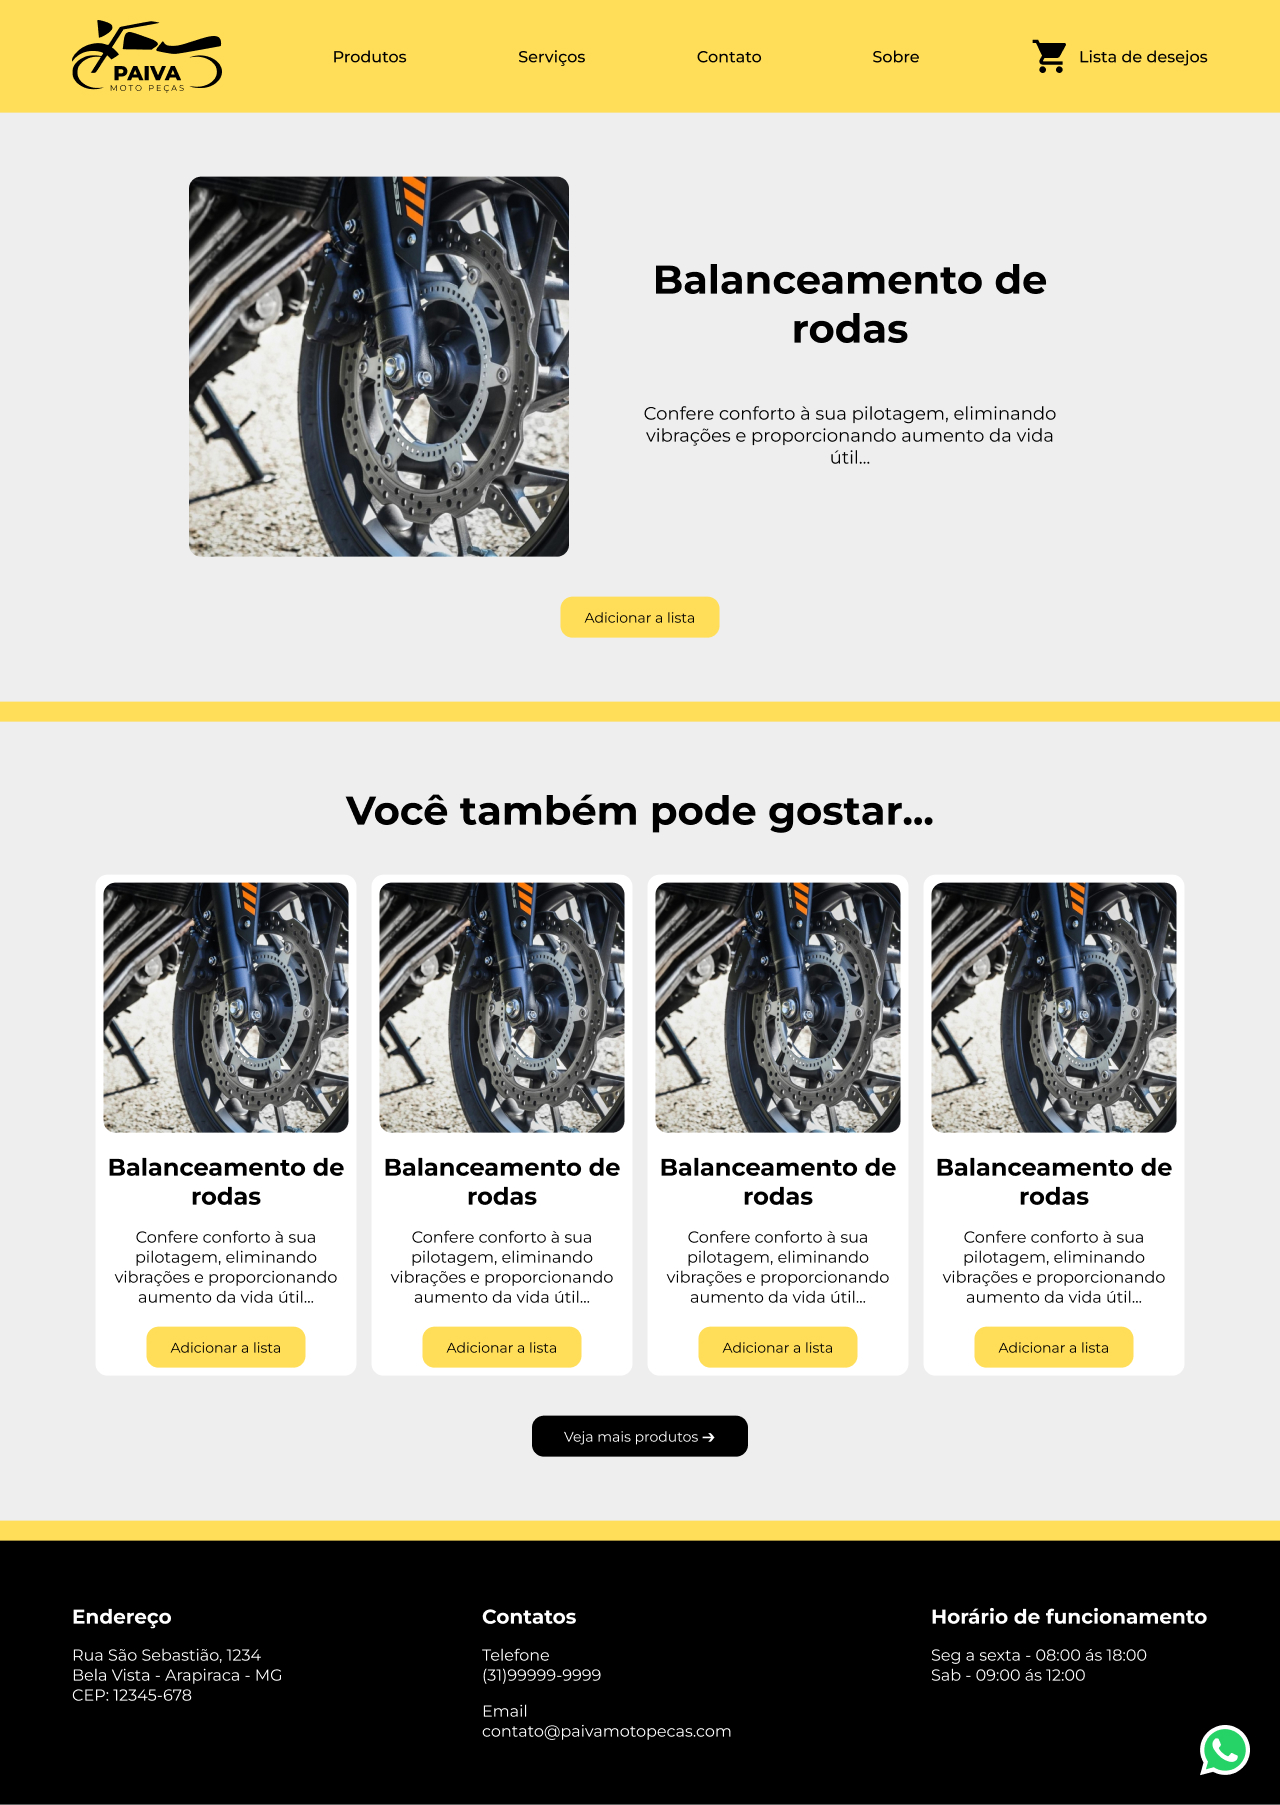 PAIVA
MOTO PEÇAS
Produtos
Serviços
Contato
Sobre
Lista de desejos
Balanceamento de
rodas
Confere conforto à sua pilotagem, eliminando
vibrações e proporcionando aumento da vida
útil...
Adicionar a lista
Você também pode gostar...
Balanceamento de
rodas
Confere conforto à sua
pilotagem, eliminando
vibrações e proporcionando
aumento da vida útil...
Adicionar a lista
Balanceamento de
rodas
Confere conforto à sua
pilotagem, eliminando
vibrações e proporcionando
aumento da vida útil...
Adicionar a lista
Balanceamento de
rodas
Confere conforto à sua
pilotagem, eliminando
vibrações e proporcionando
aumento da vida útil...
Adicionar a lista
Balanceamento de
rodas
Confere conforto à sua
pilotagem, eliminando
vibrações e proporcionando
aumento da vida útil...
Adicionar a lista
Veja mais produtos →
Endereço
Rua São Sebastião, 1234
Bela Vista - Arapiraca - MG
CEP: 12345-678
Contatos
Telefone
(31)99999-9999
Email
contato@paivamotopecas.com
Horário de funcionamento
Seg a sexta - 08:00 ás 18:00
Sab - 09:00 ás 12:00